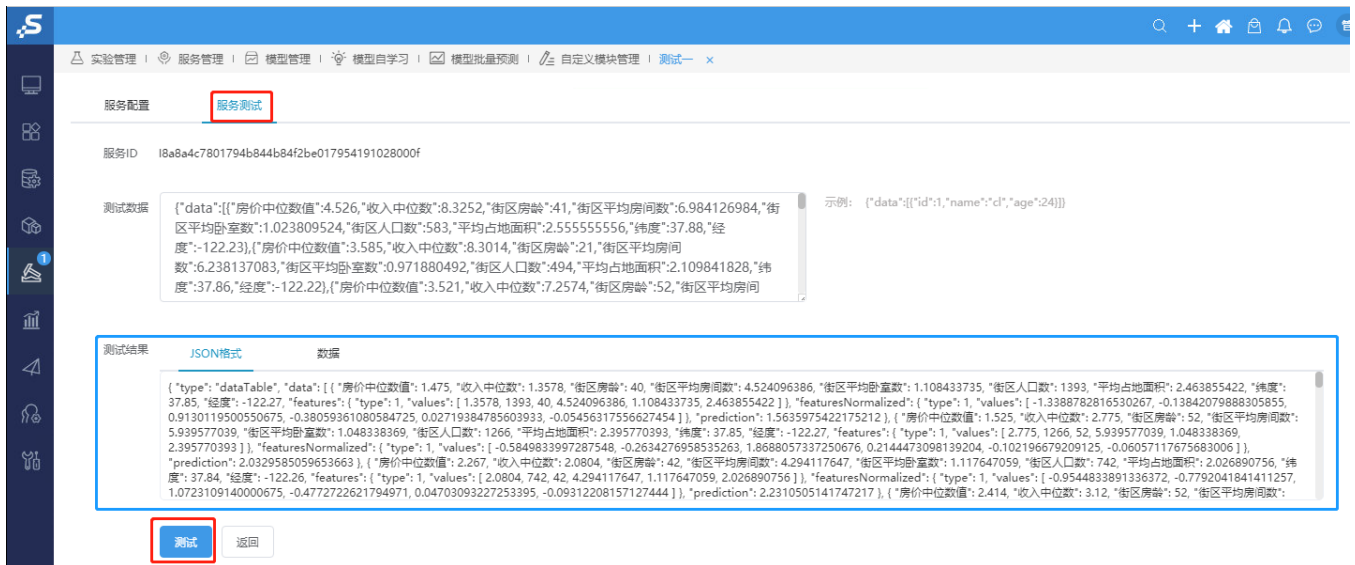 S
管
实验管理 服务管理 模型管理 模型自学习 模型批量预测 自定义模块管理 测试一 ×
服务配置 服务测试
服务ID l8a8a4c7801794b844b84f2be017954191028000f
测试数据 {"data":[{"房价中位数值":4.526,"收入中位数":8.3252,"街区房龄":41,"街区平均房间数":6.984126984,"街 示例: {"data":[{"id":1,"name":"cl","age":24}]}
区平均卧室数":1.023809524,"街区人口数":583,"平均占地面积":2.555555556,"纬度":37.88,"经
度":-122.23},{"房价中位数值":3.585,"收入中位数":8.3014,"街区房龄":21,"街区平均房间
数":6.238137083,"街区平均卧室数":0.971880492,"街区人口数":494,"平均占地面积":2.109841828,"纬
度":37.86,"经度":-122.22},{"房价中位数值":3.521,"收入中位数":7.2574,"街区房龄":52,"街区平均房间
1
测试结果 JSON格式 数据
{ "type": "dataTable", "data": [ { "房价中位数值": 1.475, "收入中位数": 1.3578, "街区房龄": 40, "街区平均房间数": 4.524096386, "街区平均卧室数": 1.108433735, "街区人口数": 1393, "平均占地面积": 2.463855422, "纬度":
37.85, "经度": -122.27, "features": { "type": 1, "values": [ 1.3578, 1393, 40, 4.524096386, 1.108433735, 2.463855422 ] }, "featuresNormalized": { "type": 1, "values": [ -1.3388782816530267, -0.13842079888305855,
0.9130119500550675, -0.38059361080584725, 0.02719384785603933, -0.05456317556627454 ] }, "prediction": 1.5635975422175212 }, { "房价中位数值": 1.525, "收入中位数": 2.775, "街区房龄": 52, "街区平均房间数":
5.939577039, "街区平均卧室数": 1.048338369, "街区人口数": 1266, "平均占地面积": 2.395770393, "纬度": 37.85, "经度": -122.27, "features": { "type": 1, "values": [ 2.775, 1266, 52, 5.939577039, 1.048338369,
2.395770393 ] }, "featuresNormalized": { "type": 1, "values": [ -0.5849833997287548, -0.2634276958535263, 1.8688057337250676, 0.2144473098139204, -0.102196679209125, -0.06057117675683006 ] },
"prediction": 2.0329585059653663 }, { "房价中位数值": 2.267, "收入中位数": 2.0804, "街区房龄": 42, "街区平均房间数": 4.294117647, "街区平均卧室数": 1.117647059, "街区人口数": 742, "平均占地面积": 2.026890756, "纬
度": 37.84, "经度": -122.26, "features": { "type": 1, "values": [ 2.0804, 742, 42, 4.294117647, 1.117647059, 2.026890756 ] }, "featuresNormalized": { "type": 1, "values": [ -0.9544833891336372, -0.7792041841411257,
1.0723109140000675, -0.4772722621794971, 0.04703093227253395, -0.09312208157127444 ] }, "prediction": 2.2310505141747217 }, { "房价中位数值": 2.414, "收入中位数": 3.12, "街区房龄": 52, "街区平均房间数":
测试 返回